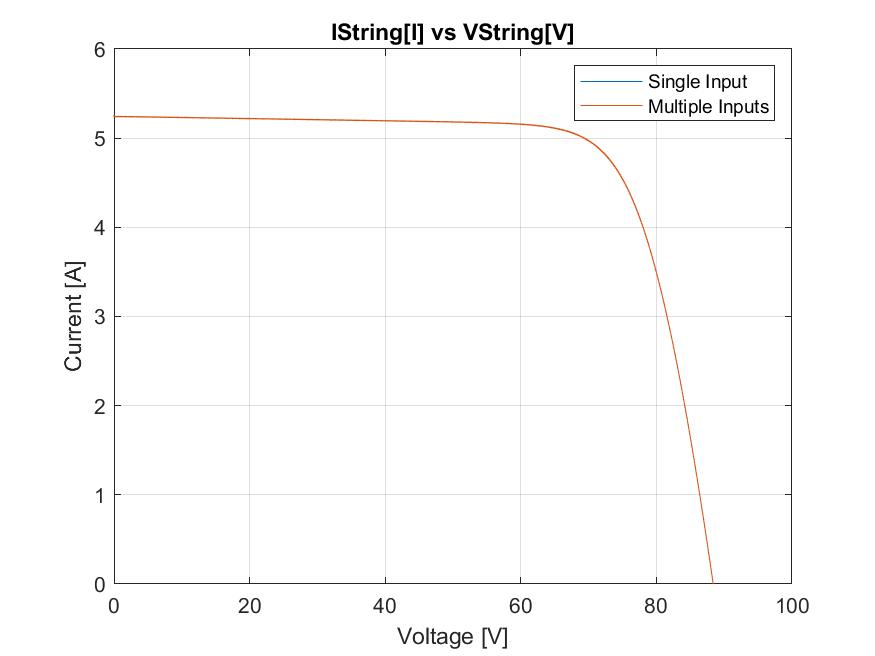 IString[I] vs VString[V]
6
Single Input
Multiple Inputs
5
4
3
2
1
0
Current [A]
0 20 40 60 80 100
Voltage [V]